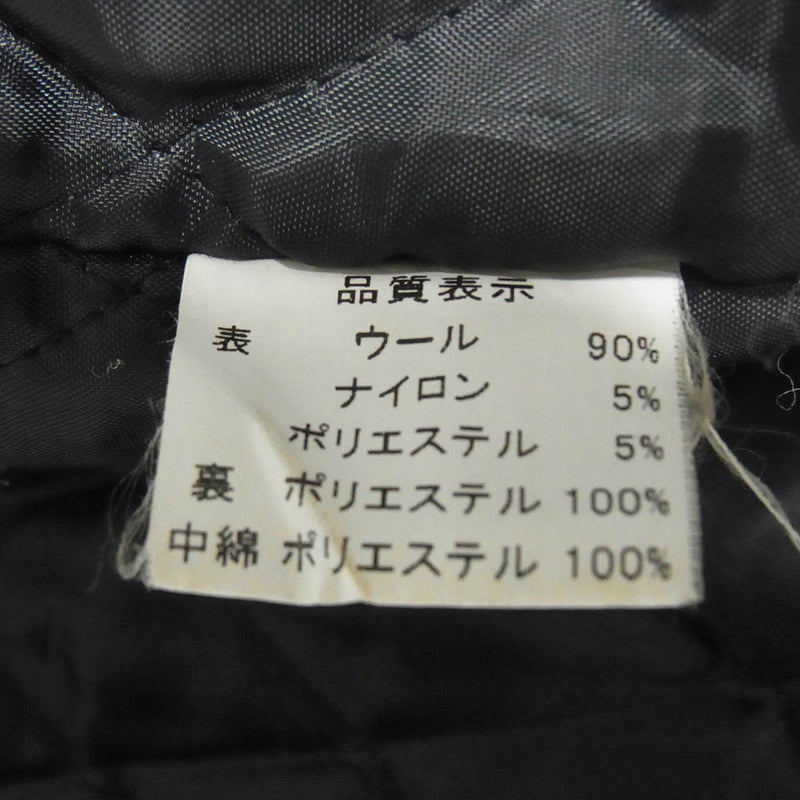 品質表示
表 ウール 90%
ナイロン 5%
ポリエステル 5%
裏 ポリエステル 100%
中綿 ポリエステル 100%